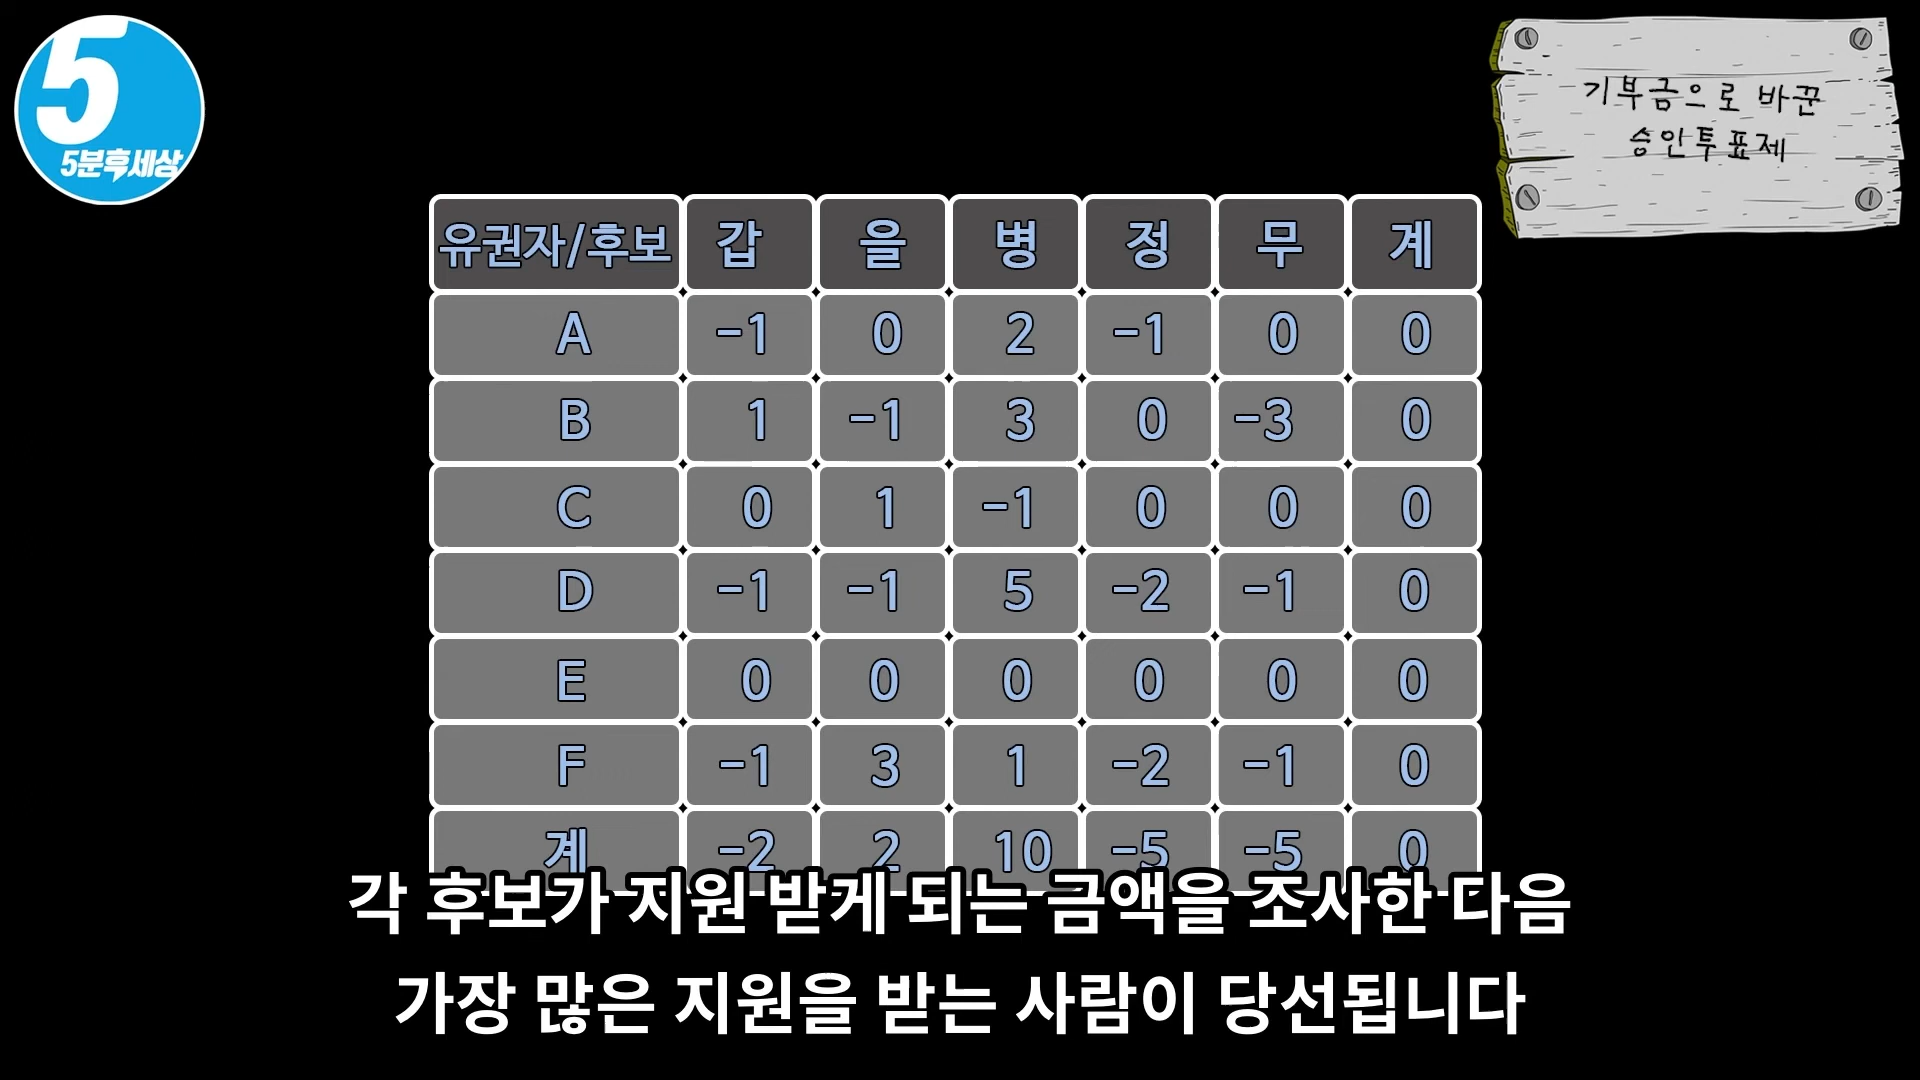 5
5분후세상
기부금으로 바꾼
승인투표제
유권자/후보 갑 을 병 정 무 계
A -1 0 2 -1 0 0
B 1 -1 3 0 -3 0
C 0 1 -1 0 0 0
D -1 -1 5 -2 -1 0
E 0 0 0 0 0 0
F -1 3 1 -2 -1 0
계 -2 2 10 -5 -5 0
각 후보가 지원 받게 되는 금액을 조사한 다음
가장 많은 지원을 받는 사람이 당선됩니다